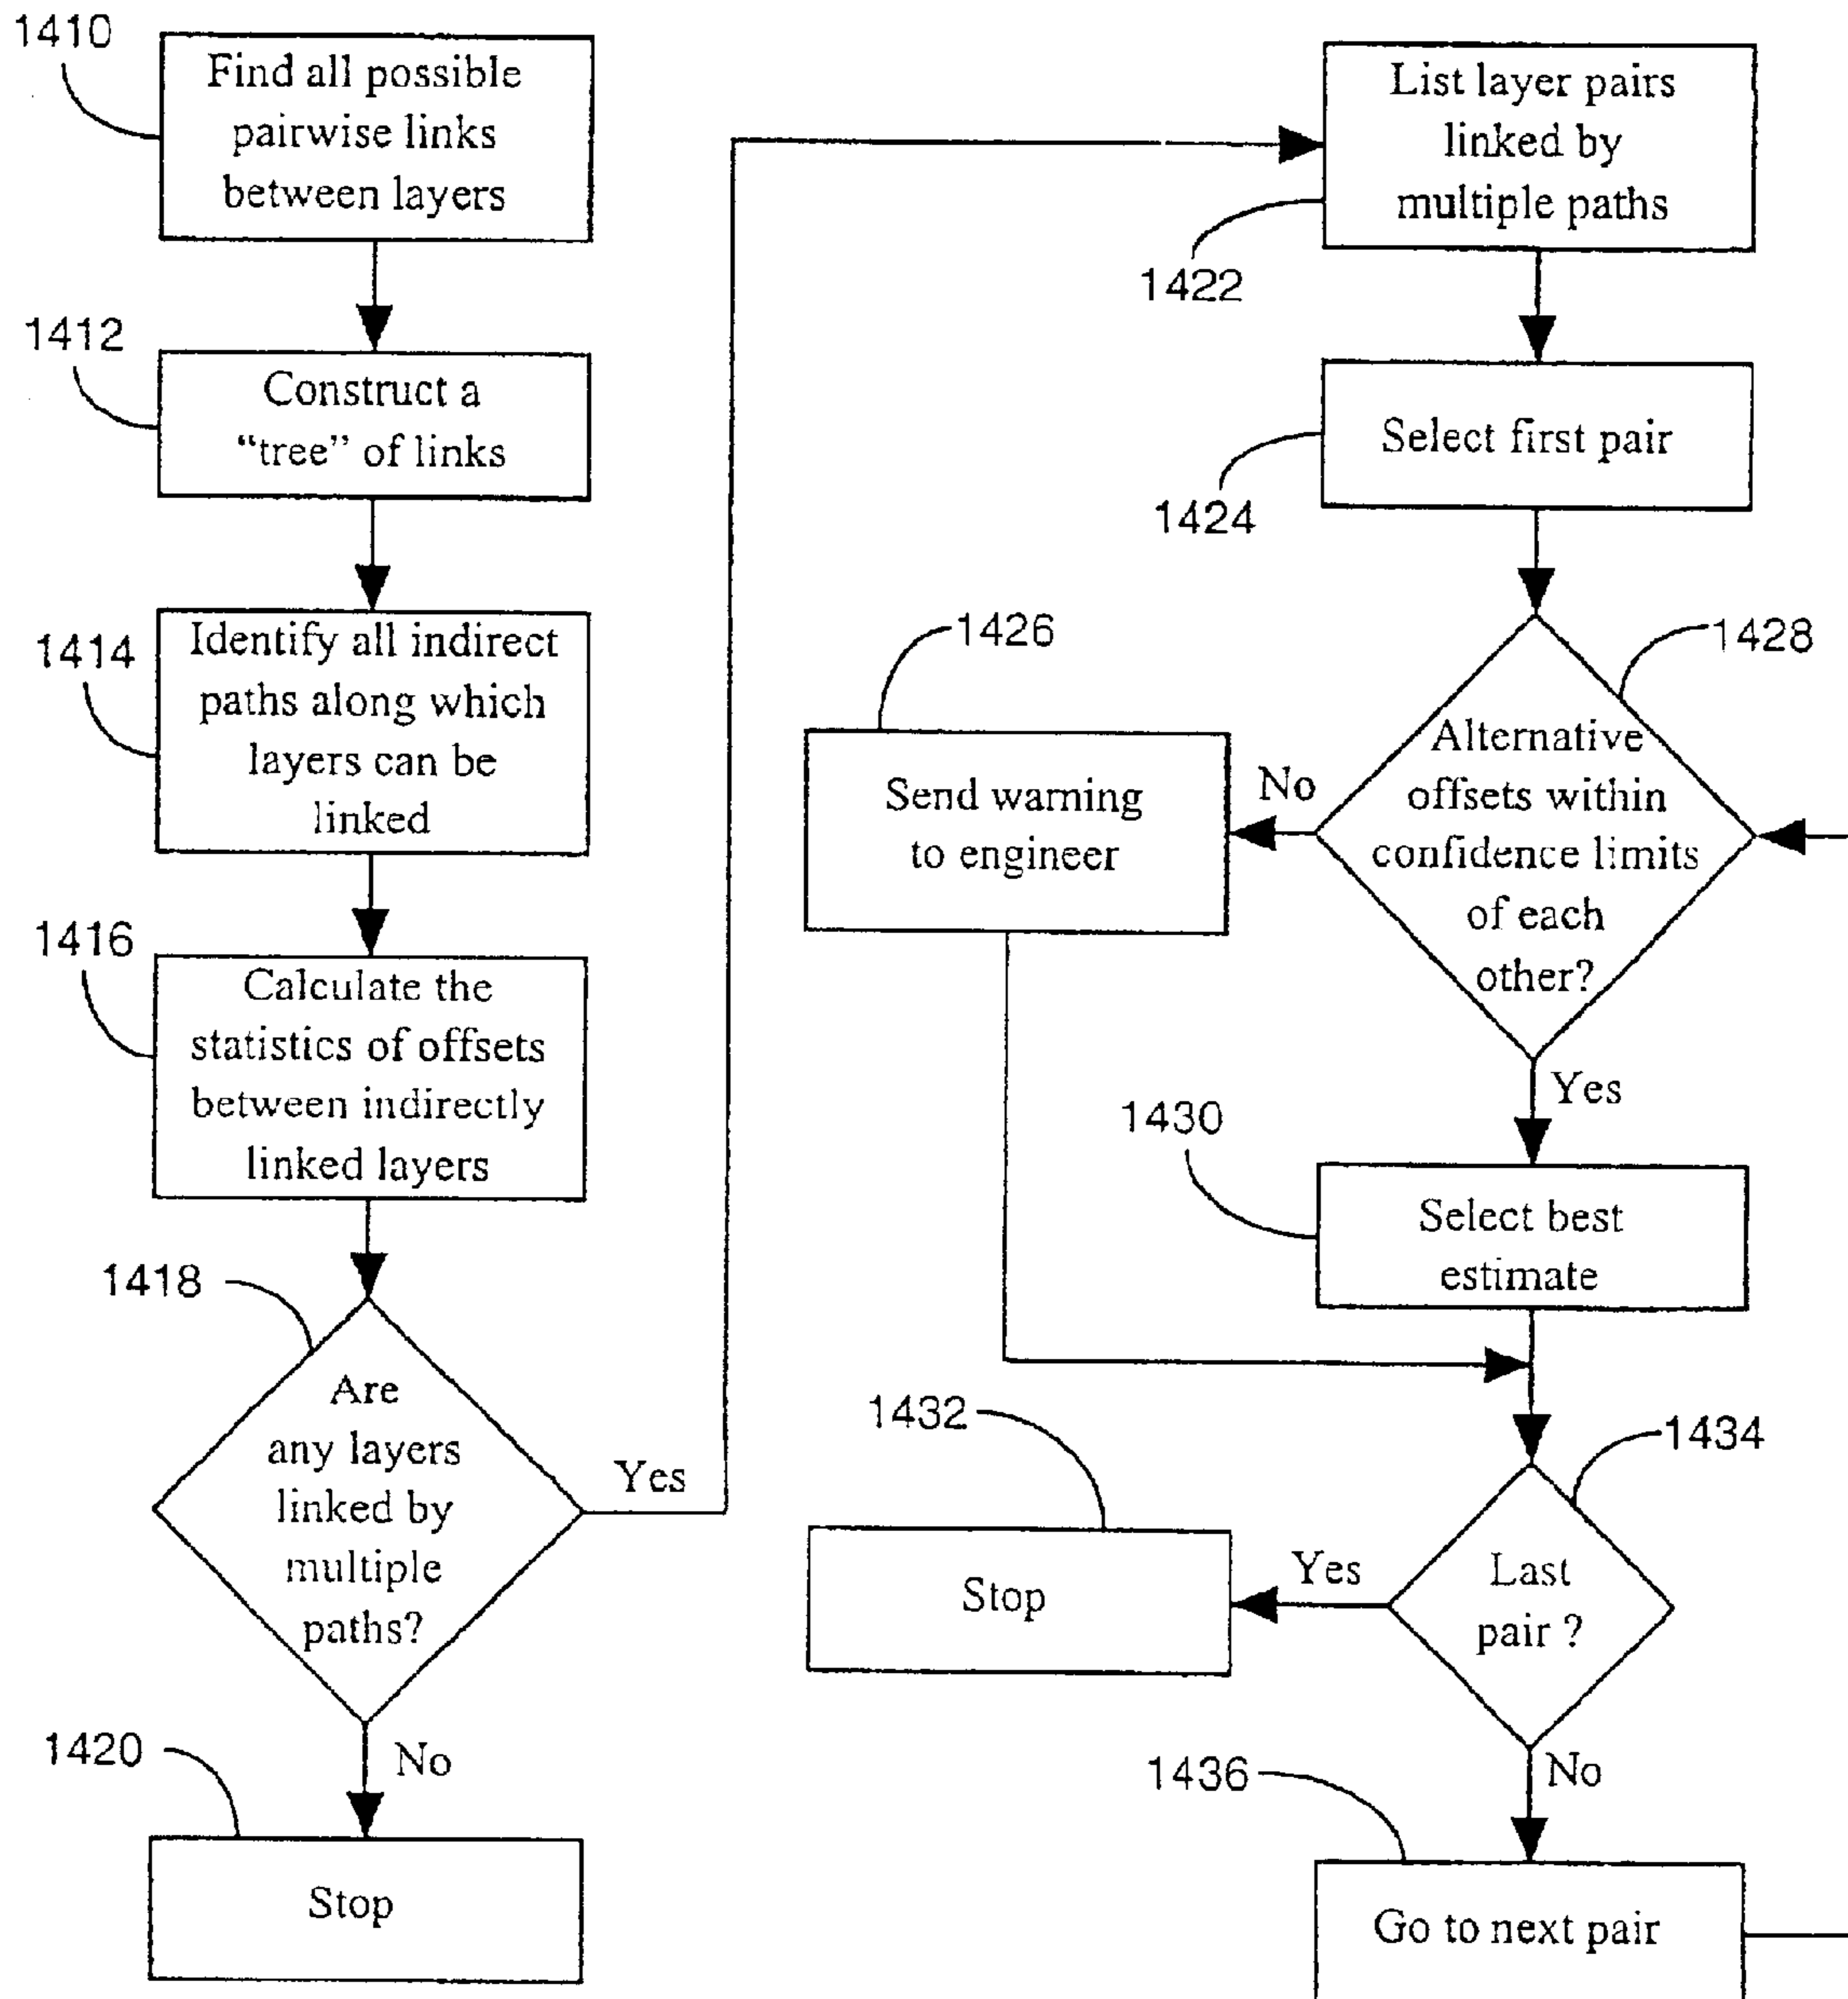 1410
Find all possible
pairwise links
between layers
1412
Construct a
“tree” of links
1414
Identify all indirect
paths along which
layers can be
linked
1416
Calculate the
statistics of offsets
between indirectly
linked layers
1418
Are
any layers
linked by
multiple
paths?
Yes
No
1420
Stop
List layer pairs
linked by
multiple paths
1422
Select first pair
1424
1426
Send warning
to engineer
No
1428
Alternative
offsets within
confidence limits
of each
other?
Yes
1430
Select best
estimate
1432
Stop
Yes
1434
Last
pair ?
No
1436
Go to next pair